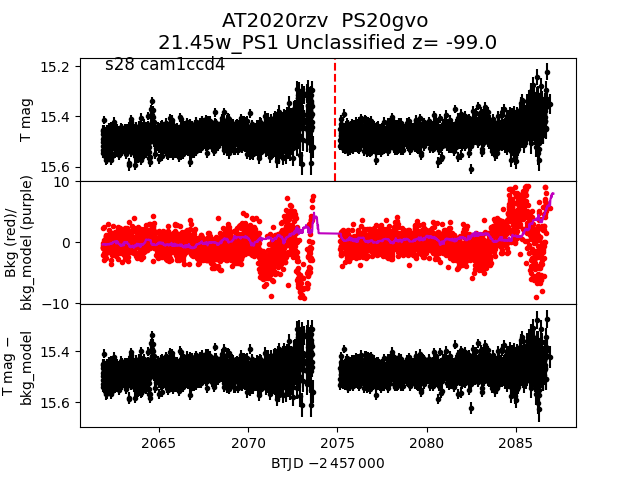 AT2020rzv  PS20gvo
21.45w_PS1 Unclassified z= -99.0
s28 cam1ccd4
15.2
15.4
15.6
T mag
10
0
−10
Bkg (red)/
bkg_model (purple)
15.4
15.6
T mag −
bkg_model
2065
2070
2075
2080
2085
BTJD −2 457 000